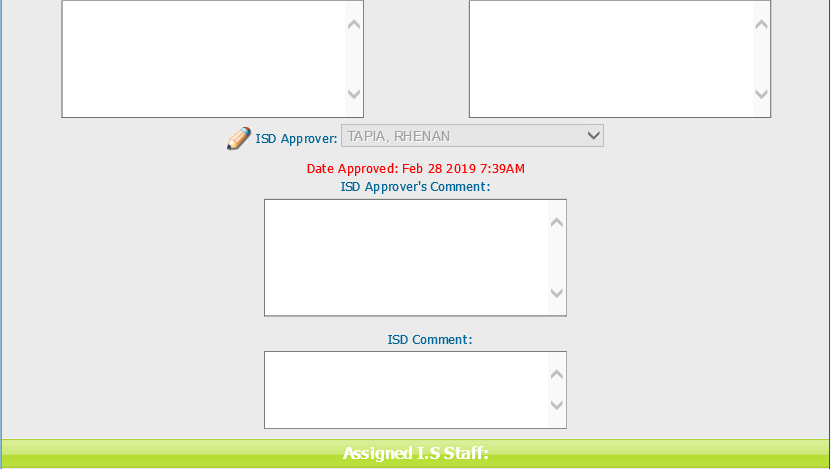 ISD Approver: TAPIA, RHENAN
Date Approved: Feb 28 2019 7:39AM
ISD Approver's Comment:
ISD Comment:
Assigned I.S Staff: